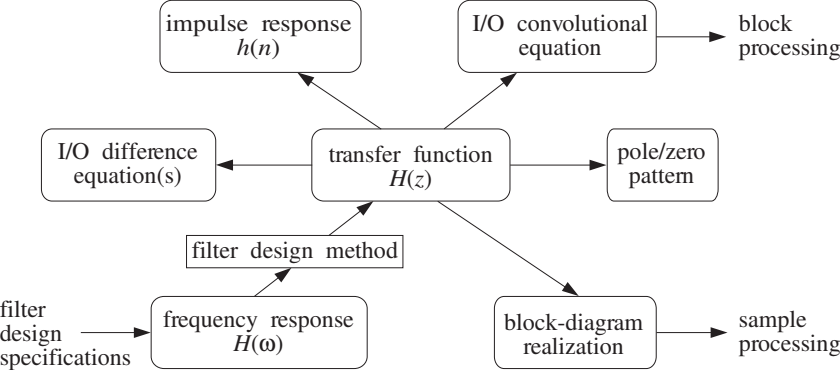 impulse response
h(n)
I/O convolutional
equation
block
processing
I/O difference
equation(s)
transfer function
H(z)
pole/zero
pattern
filter design method
filter
design
specifications
frequency response
H(ω)
block-diagram
realization
sample
processing